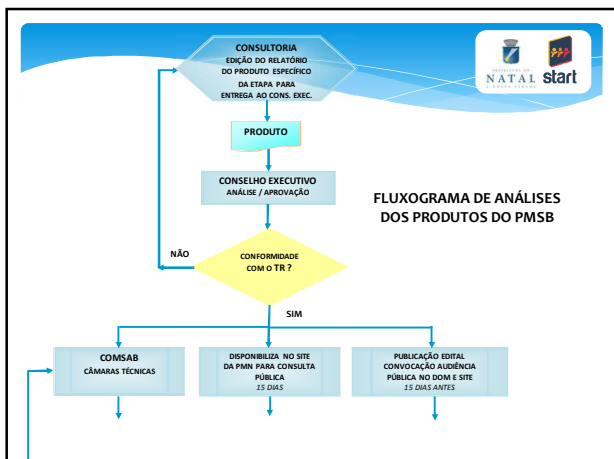 CONSULTORIA
EDIÇÃO DO RELATÓRIO
DO PRODUTO ESPECÍFICO
DA ETAPA PARA
ENTREGA AO CONS. EXEC.
NATAL
start
PRODUTO
CONSELHO EXECUTIVO
ANÁLISE / APROVAÇÃO
FLUXOGRAMA DE ANÁLISES
DOS PRODUTOS DO PMSB
NÃO
CONFORMIDADE
COM O TR ?
SIM
COMSAB
CÂMARAS TÉCNICAS
DISPONIBILIZA NO SITE
DA PMN PARA CONSULTA
PÚBLICA
15 DIAS
PUBLICAÇÃO EDITAL
CONVOCAÇÃO AUDIÊNCIA
PÚBLICA NO DOM E SITE
15 DIAS ANTES